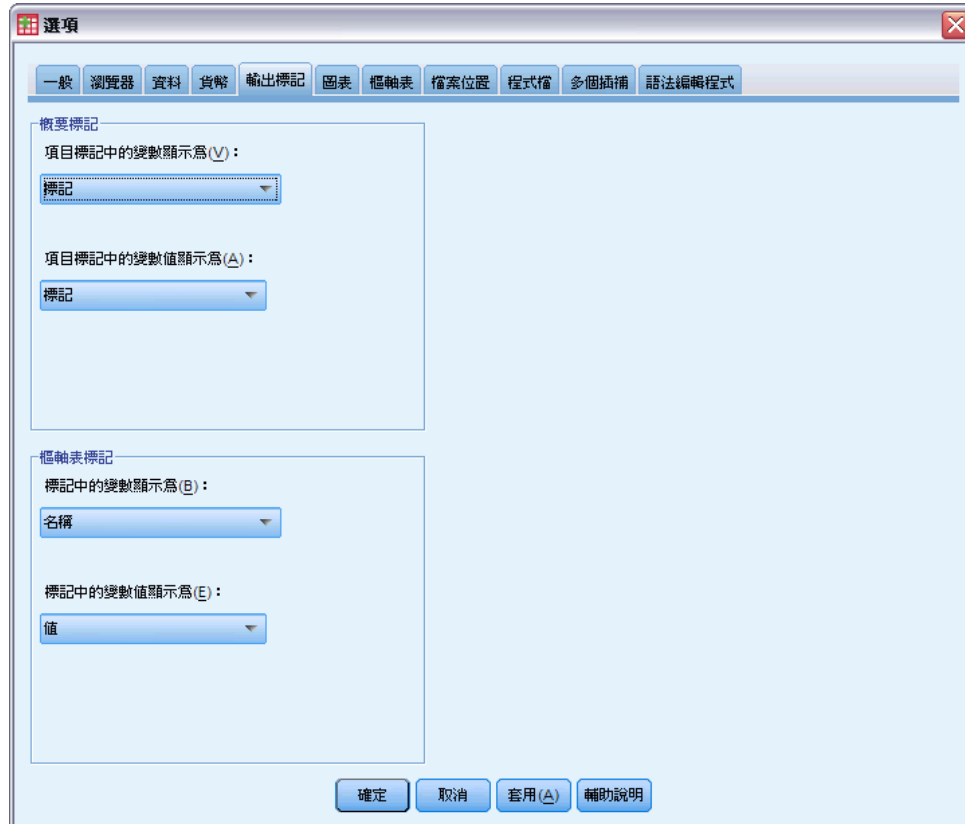 選項
一般 瀏覽器 資料 貨幣 輸出標記 圖表 樞軸表 檔案位置 程式檔 多個插補 語法編輯程式
概要標記
項目標記中的變數顯示為(V)：
標記
項目標記中的變數值顯示為(A)：
標記
樞軸表標記
標記中的變數顯示為(B)：
名稱
標記中的變數值顯示為(E)：
值
確定 取消 套用(A) 輔助說明